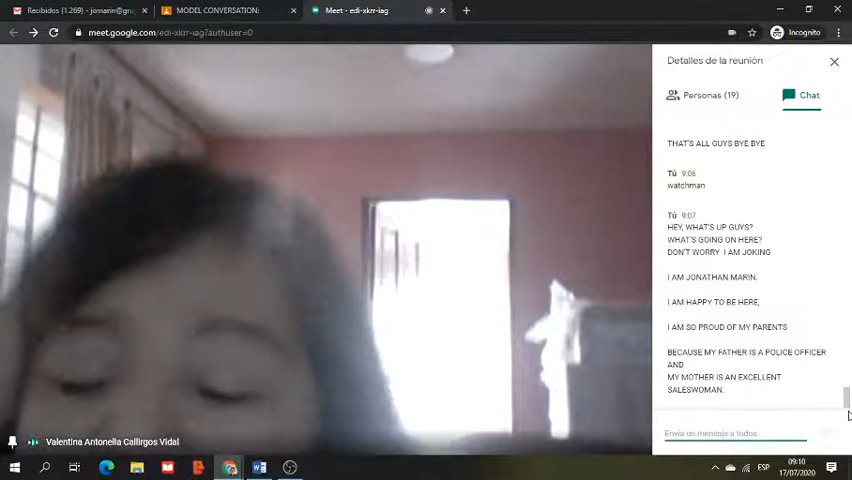 Recibidos (1.269) - jomarin@gru
MODEL CONVERSATION:
Meet - edi-xkrr-iag
meet.google.com/edi-xkrr-iag?authuser=0
Incognito
Detalles de la reunión
Personas (19)
Chat
THAT'S ALL GUYS BYE BYE
Tú 9:06
watchman
Tú 9:07
HEY, WHAT'S UP GUYS?
WHAT'S GOING ON HERE?
DON'T WORRY I AM JOKING
I AM JONATHAN MARIN.
I AM HAPPY TO BE HERE,
I AM SO PROUD OF MY PARENTS
BECAUSE MY FATHER IS A POLICE OFFICER
AND
MY MOTHER IS AN EXCELLENT
SALESWOMAN.
Envía un mensaje a todos
Valentina Antonella Callirgos Vidal
ESP
09:10
17/07/2020